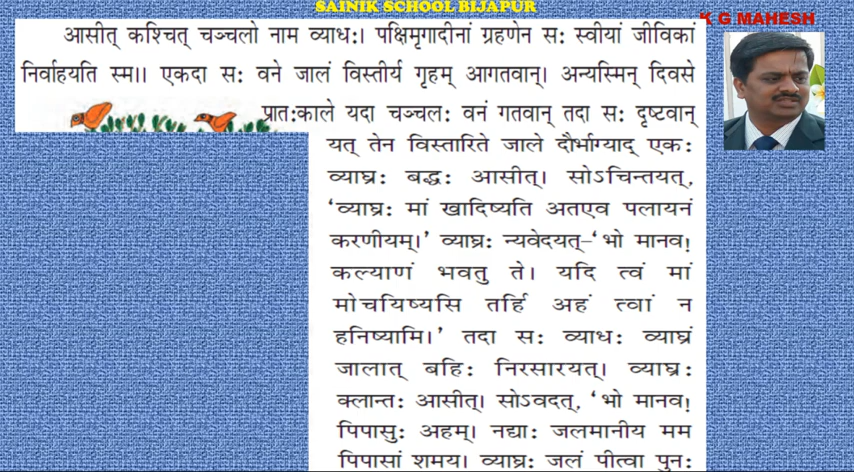 SAINIK SCHOOL BIJAPUR
K G MAHESH
आसीत् कश्चित् चञ्चलो नाम व्याधः। पक्षिमृगादीनां ग्रहणेन सः स्वीयां जीविकां
निर्वाहयति स्म।। एकदा सः वने जालं विस्तीर्य गृहम् आगतवान्। अन्यस्मिन् दिवसे
प्रातःकाले यदा चञ्चलः वनं गतवान् तदा सः दृष्टवान्
यत् तेन विस्तारिते जाले दौर्भाग्याद् एकः
व्याघ्रः बद्धः आसीत्। सोऽचिन्तयत्,
‘व्याघ्रः मां खादिष्यति अतएव पलायनं
करणीयम्।’ व्याघ्रः न्यवेदयत्–‘भो मानव!
कल्याणं भवतु ते। यदि त्वं मां
मोचयिष्यसि तर्हि अहं त्वां न
हनिष्यामि।’ तदा सः व्याधः व्याघ्रं
जालात् बहिः निरसारयत्। व्याघ्रः
क्लान्तः आसीत्। सोऽवदत्, ‘भो मानव!
पिपासुः अहम्। नद्याः जलमानीय मम
पिपासां शमय। व्याघ्रः जलं पीत्वा पुनः